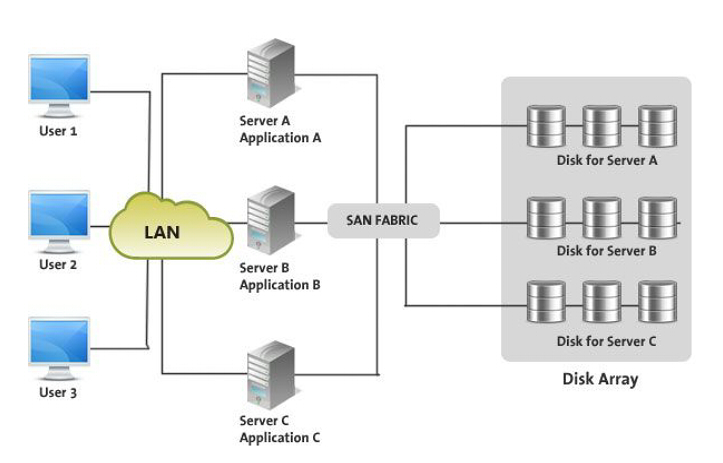 User 1
Server A
Application A
Disk for Server A
LAN
SAN FABRIC
User 2
Server B
Application B
Disk for Server B
Disk for Server C
Disk Array
User 3
Server C
Application C